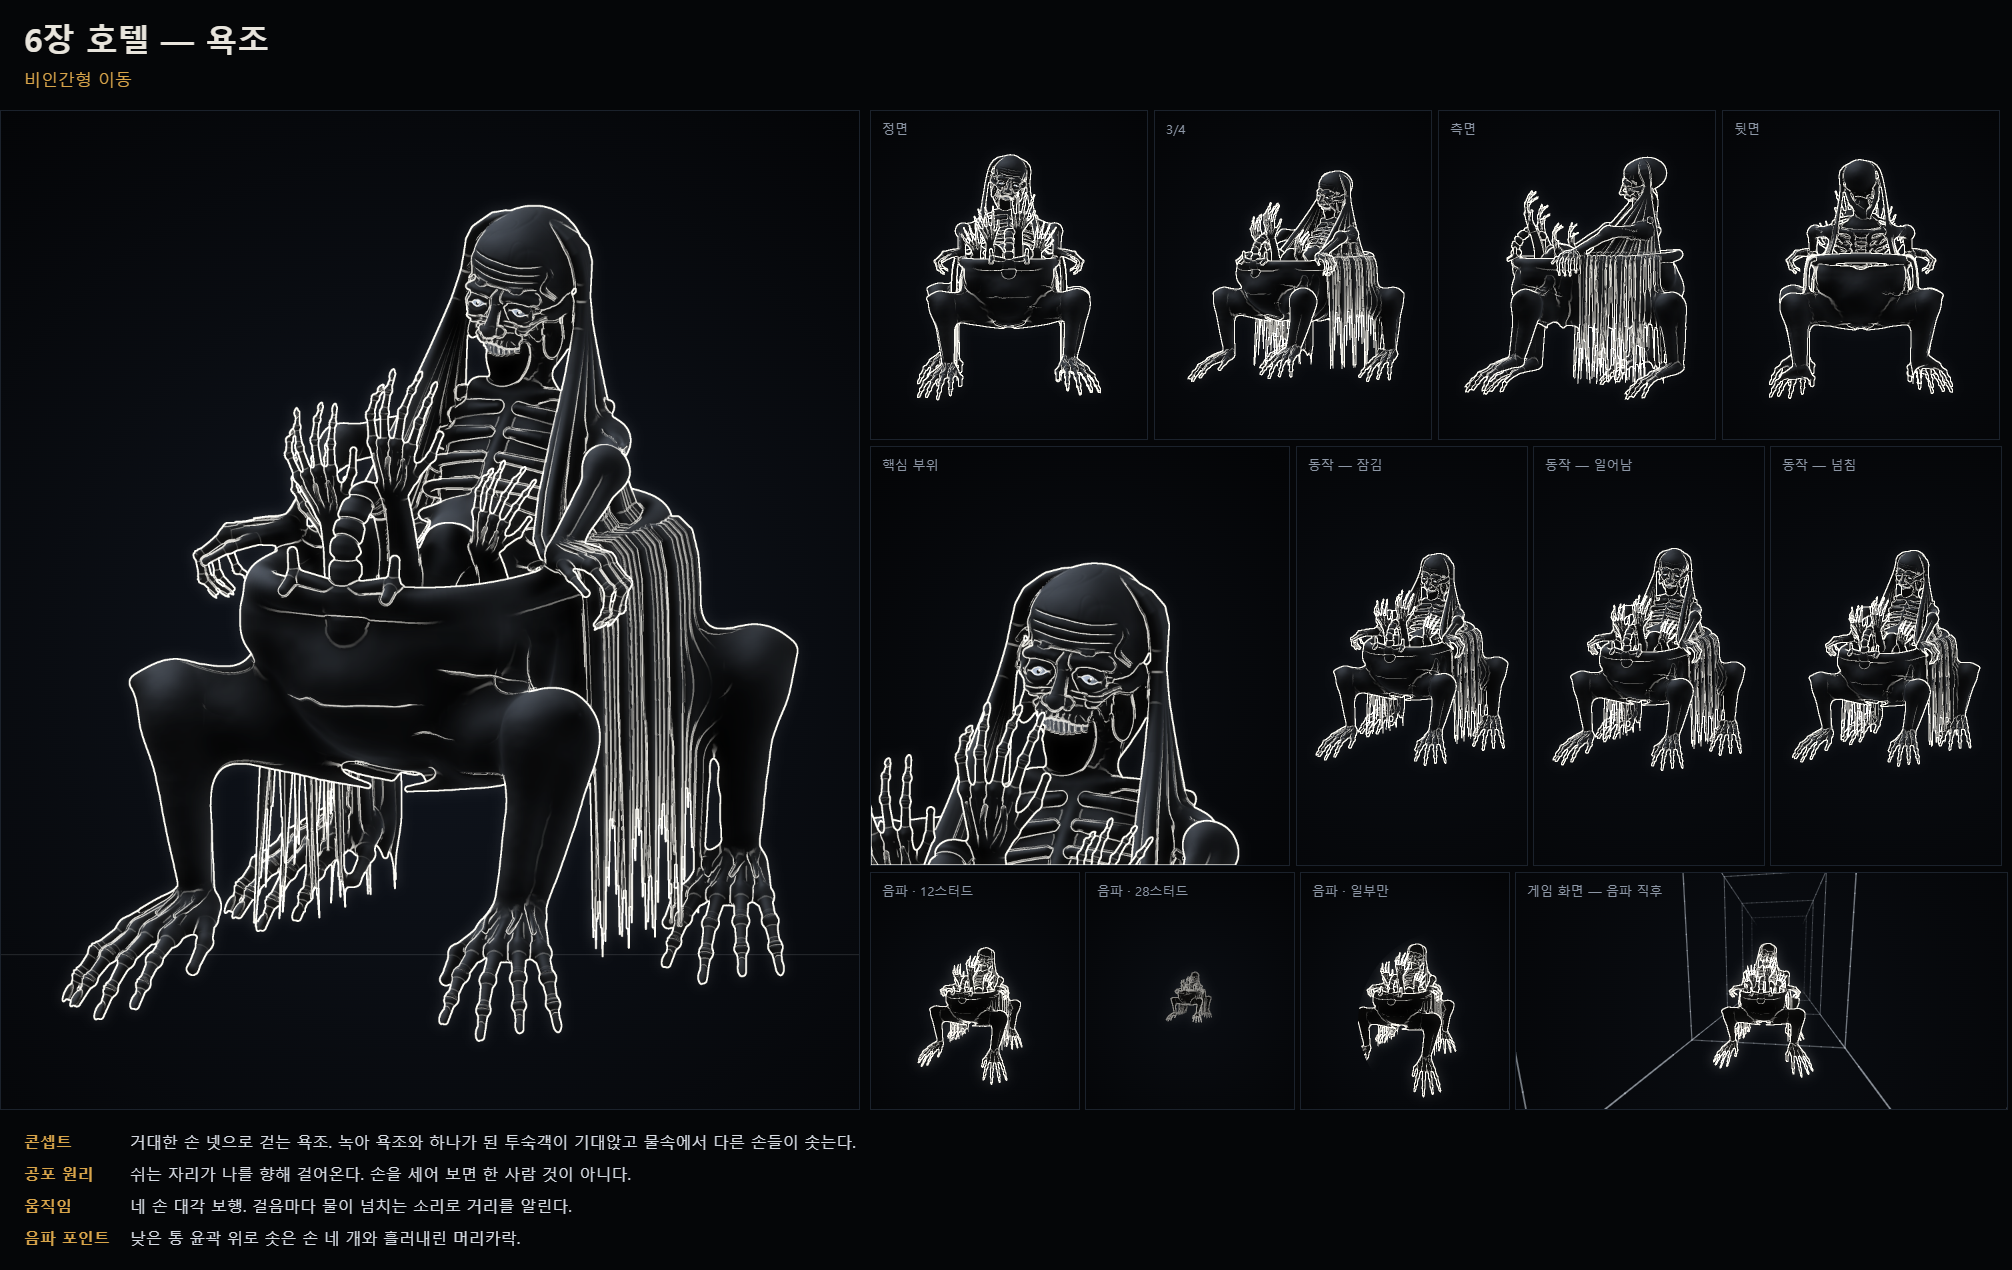 6장 호텔 — 욕조
비인간형 이동
정면
3/4
측면
뒷면
핵심 부위
동작 — 잠김
동작 — 일어남
동작 — 넘침
음파 · 12스터드
음파 · 28스터드
음파 · 일부만
게임 화면 — 음파 직후
콘셉트 거대한 손 넷으로 걷는 욕조. 녹아 욕조와 하나가 된 투숙객이 기대앉고 물속에서 다른 손들이 솟는다.
공포 원리 쉬는 자리가 나를 향해 걸어온다. 손을 세어 보면 한 사람 것이 아니다.
움직임 네 손 대각 보행. 걸음마다 물이 넘치는 소리로 거리를 알린다.
음파 포인트 낮은 통 윤곽 위로 솟은 손 네 개와 흘러내린 머리카락.